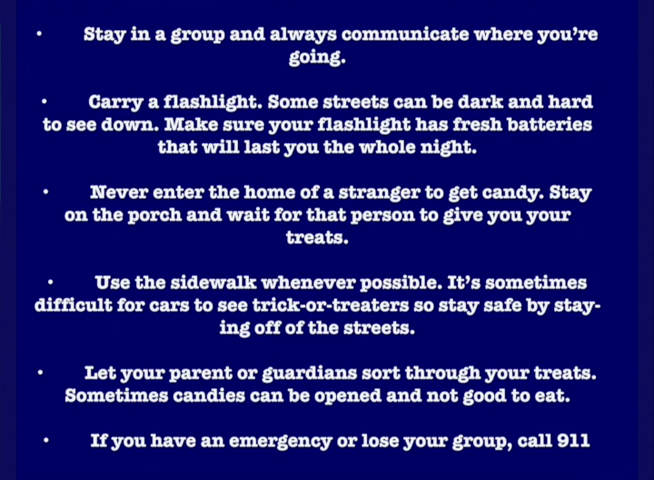 • Stay in a group and always communicate where you’re
going.
• Carry a flashlight. Some streets can be dark and hard
to see down. Make sure your flashlight has fresh batteries
that will last you the whole night.
• Never enter the home of a stranger to get candy. Stay
on the porch and wait for that person to give you your
treats.
• Use the sidewalk whenever possible. It’s sometimes
difficult for cars to see trick-or-treaters so stay safe by stay-
ing off of the streets.
• Let your parent or guardians sort through your treats.
Sometimes candies can be opened and not good to eat.
• If you have an emergency or lose your group, call 911